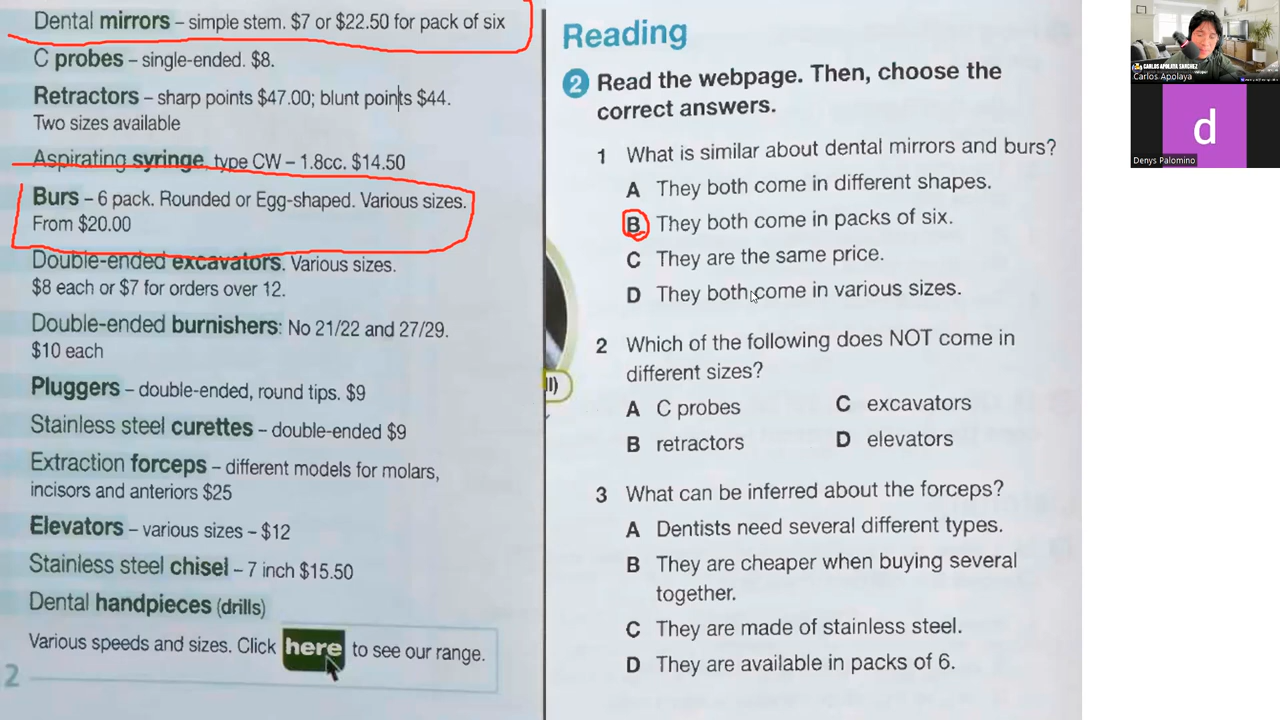 Dental mirrors – simple stem. $7 or $22.50 for pack of six
C probes – single-ended. $8.
Retractors – sharp points $47.00; blunt points $44.
Two sizes available
Aspirating syringe, type CW – 1.8cc. $14.50
Burs – 6 pack. Rounded or Egg-shaped. Various sizes.
From $20.00
Double-ended excavators. Various sizes.
$8 each or $7 for orders over 12.
Double-ended burnishers: No 21/22 and 27/29.
$10 each
Pluggers – double-ended, round tips. $9
Stainless steel curettes – double-ended $9
Extraction forceps – different models for molars,
incisors and anteriors $25
Elevators – various sizes – $12
Stainless steel chisel – 7 inch $15.50
Dental handpieces (drills)
Various speeds and sizes. Click here to see our range.
2
Reading
2 Read the webpage. Then, choose the
correct answers.
1 What is similar about dental mirrors and burs?
A They both come in different shapes.
B They both come in packs of six.
C They are the same price.
D They both come in various sizes.
2 Which of the following does NOT come in
different sizes?
A C probes
B retractors
C excavators
D elevators
3 What can be inferred about the forceps?
A Dentists need several different types.
B They are cheaper when buying several
together.
C They are made of stainless steel.
D They are available in packs of 6.
CARLOS APOLAYA SANCHEZ
Carlos Apolaya
d
Denys Palomino